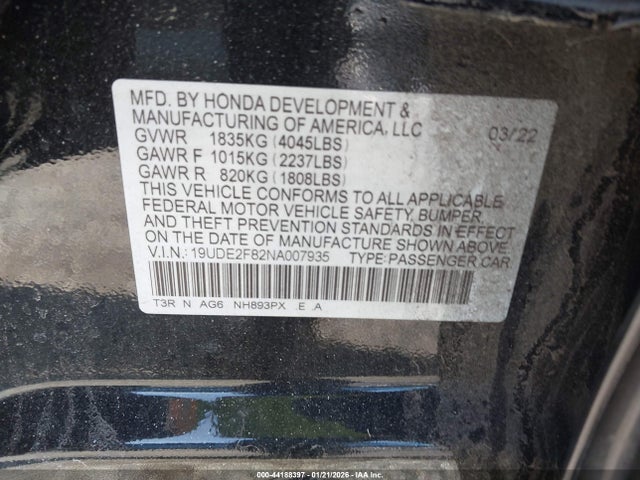 MFD. BY HONDA DEVELOPMENT &
MANUFACTURING OF AMERICA, LLC 03/22
GVWR 1835KG (4045LBS)
GAWR F 1015KG (2237LBS)
GAWR R 820KG (1808LBS)
THIS VEHICLE CONFORMS TO ALL APPLICABLE
FEDERAL MOTOR VEHICLE SAFETY, BUMPER,
AND THEFT PREVENTION STANDARDS IN EFFECT
ON THE DATE OF MANUFACTURE SHOWN ABOVE.
V.I.N.: 19UDE2F82NA007935 TYPE: PASSENGER CAR
T3R N AG6 NH893PX E A
000-44188397 - 01/21/2026 - IAA Inc.